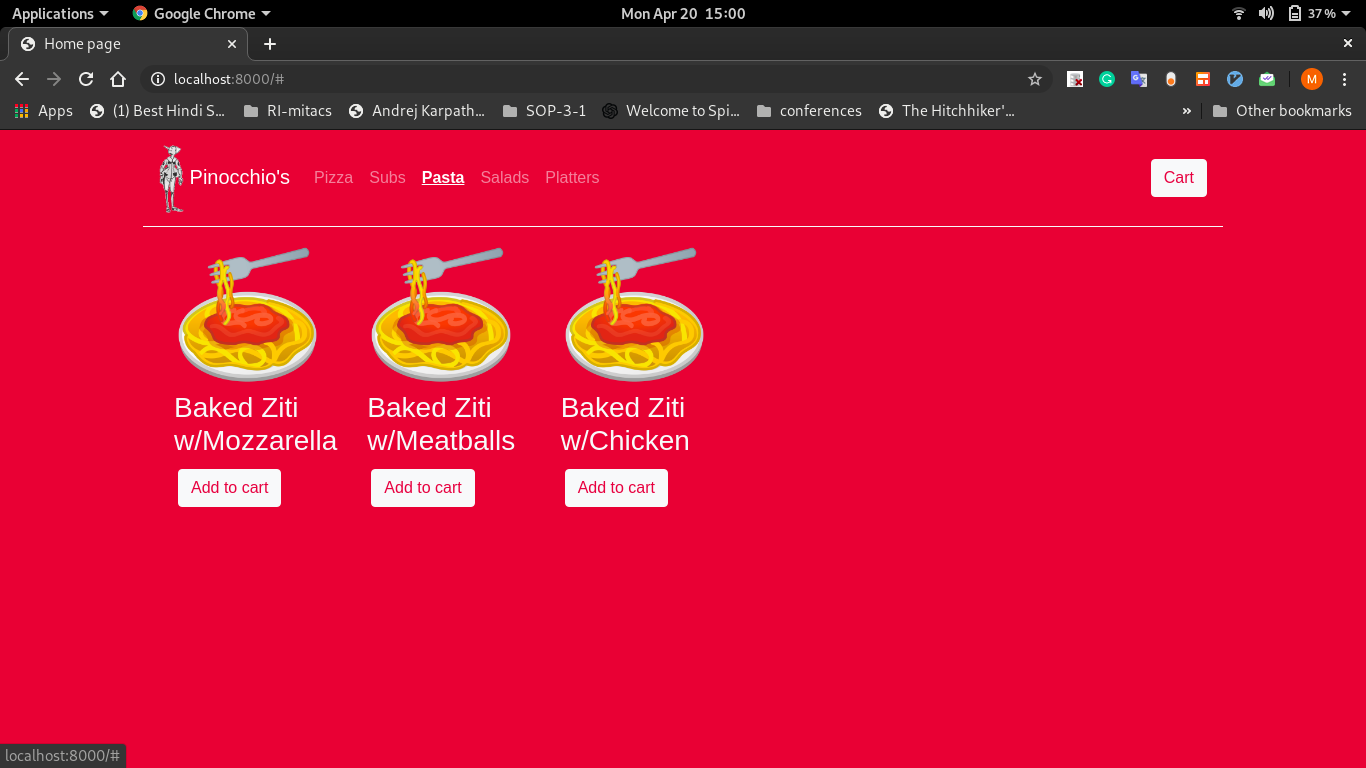 Applications Google Chrome Mon Apr 20 15:00 37%
Home page
localhost:8000/#
M
Apps (1) Best Hindi S... RI-mitacs Andrej Karpath... SOP-3-1 Welcome to Spi... conferences The Hitchhiker'... » Other bookmarks
Pinocchio's Pizza Subs Pasta Salads Platters Cart
Baked Ziti Baked Ziti Baked Ziti
w/Mozzarella w/Meatballs w/Chicken
Add to cart Add to cart Add to cart
localhost:8000/#